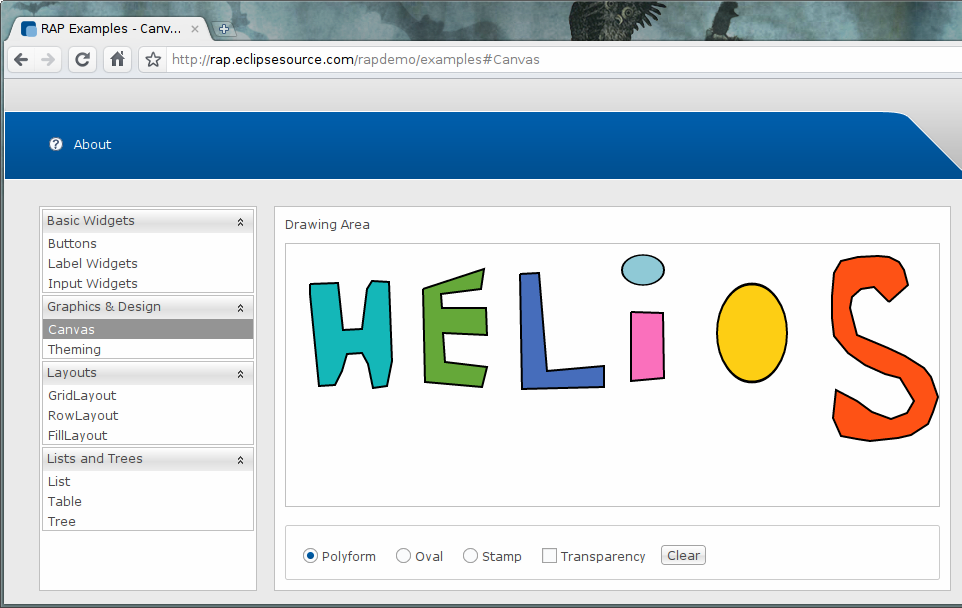 RAP Examples - Canv...
http://rap.eclipsesource.com/rapdemo/examples#Canvas
? About
Basic Widgets
Buttons
Label Widgets
Input Widgets
Graphics & Design
Canvas
Theming
Layouts
GridLayout
RowLayout
FillLayout
Lists and Trees
List
Table
Tree
Drawing Area
HELiOS
Polyform Oval Stamp Transparency Clear